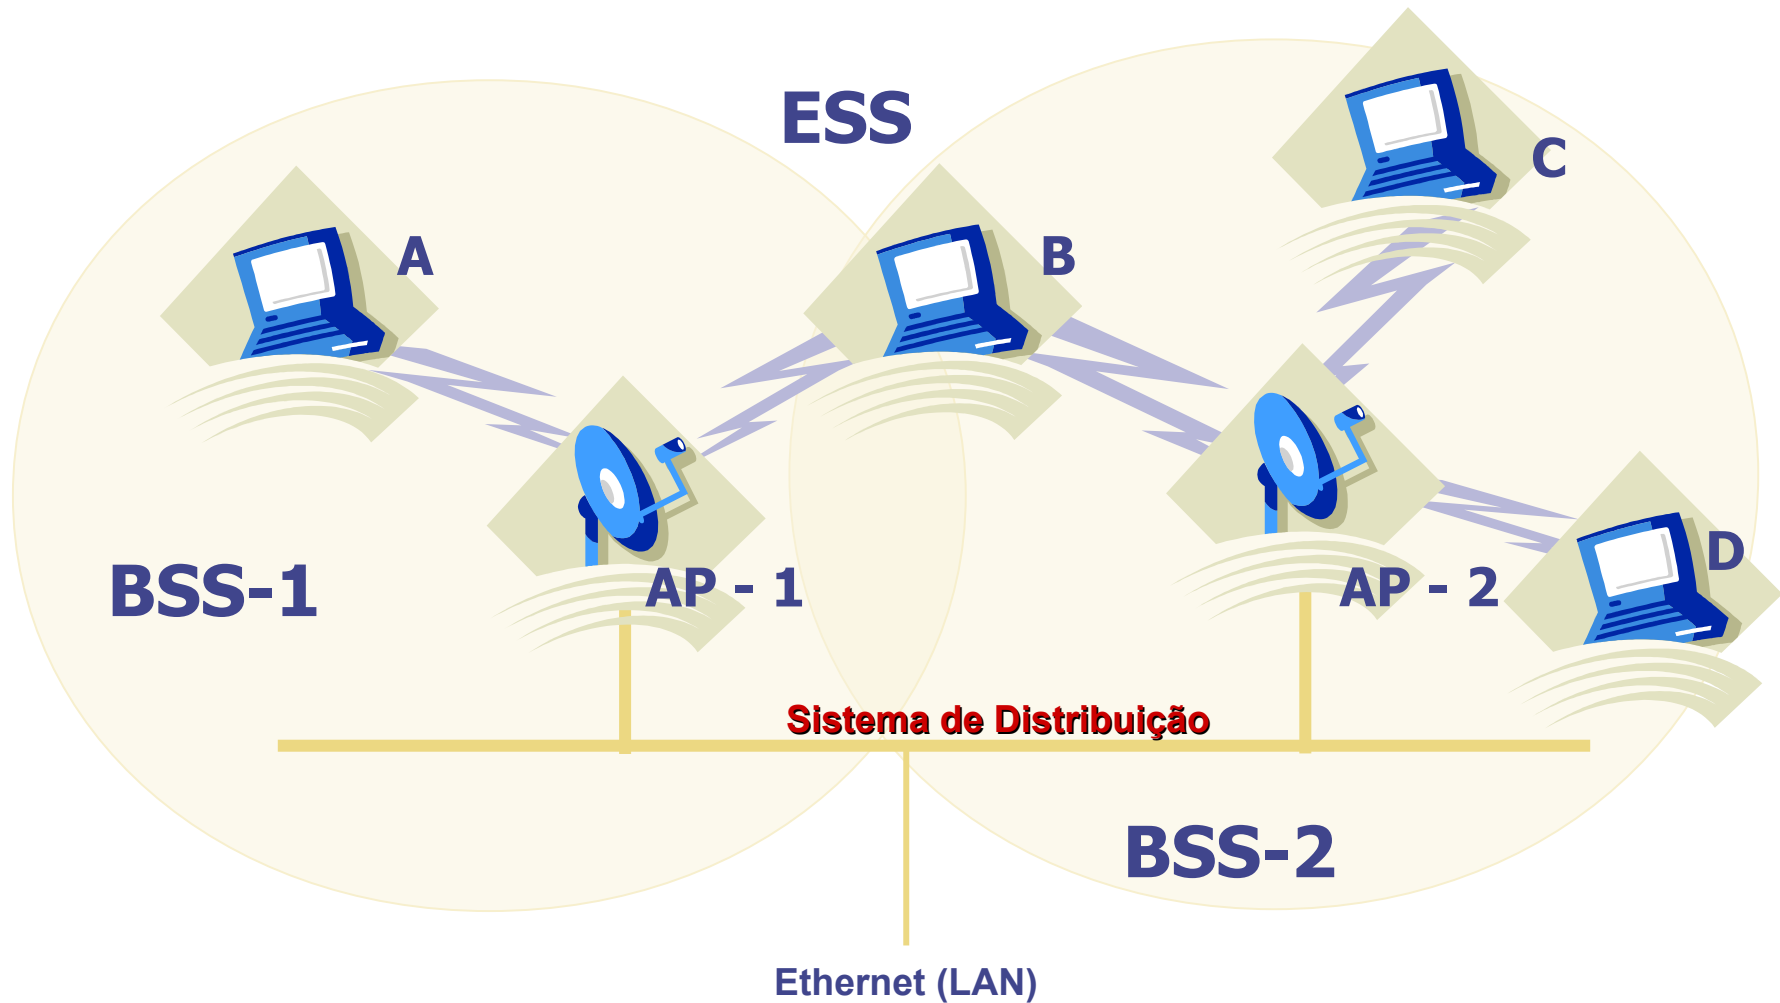 ESS
C
A
B
D
BSS-1
AP - 1
AP - 2
Sistema de Distribuição
BSS-2
Ethernet (LAN)